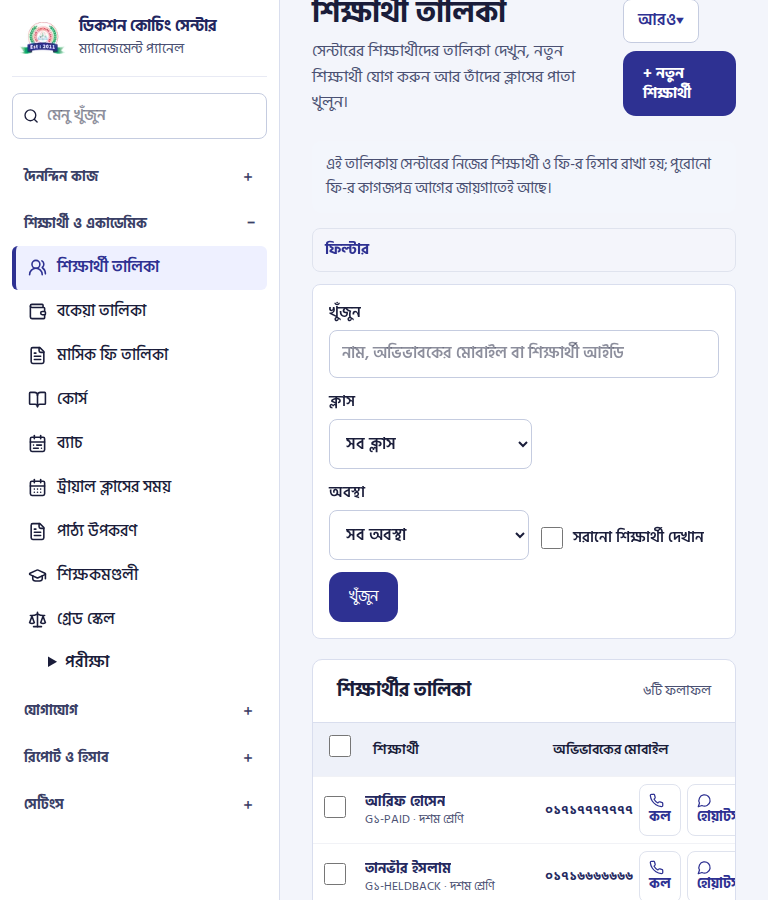 ডিকশন কোচিং সেন্টার
ম্যানেজমেন্ট প্যানেল
Est : 2011
মেনু খুঁজুন
দৈনন্দিন কাজ +
শিক্ষার্থী ও একাডেমিক −
শিক্ষার্থী তালিকা
বকেয়া তালিকা
মাসিক ফি তালিকা
কোর্স
ব্যাচ
ট্রায়াল ক্লাসের সময়
পাঠ্য উপকরণ
শিক্ষকমণ্ডলী
গ্রেড স্কেল
▶ পরীক্ষা
যোগাযোগ +
রিপোর্ট ও হিসাব +
সেটিংস +
শিক্ষার্থী তালিকা
সেন্টারের শিক্ষার্থীদের তালিকা দেখুন, নতুন
শিক্ষার্থী যোগ করুন আর তাঁদের ক্লাসের পাতা
খুলুন।
আরও▾
+ নতুন
শিক্ষার্থী
এই তালিকায় সেন্টারের নিজের শিক্ষার্থী ও ফি-র হিসাব রাখা হয়; পুরোনো
ফি-র কাগজপত্র আগের জায়গাতেই আছে।
ফিল্টার
খুঁজুন
নাম, অভিভাবকের মোবাইল বা শিক্ষার্থী আইডি
ক্লাস
সব ক্লাস
অবস্থা
সব অবস্থা
সরানো শিক্ষার্থী দেখান
খুঁজুন
শিক্ষার্থীর তালিকা
৬টি ফলাফল
শিক্ষার্থী অভিভাবকের মোবাইল
আরিফ হোসেন
G১-PAID · দশম শ্রেণি
০১৭১৭৭৭৭৭৭৭
কল
হোয়াটস
তানভীর ইসলাম
G১-HELDBACK · দশম শ্রেণি
০১৭১৬৬৬৬৬৬৬
কল
হোয়াটস